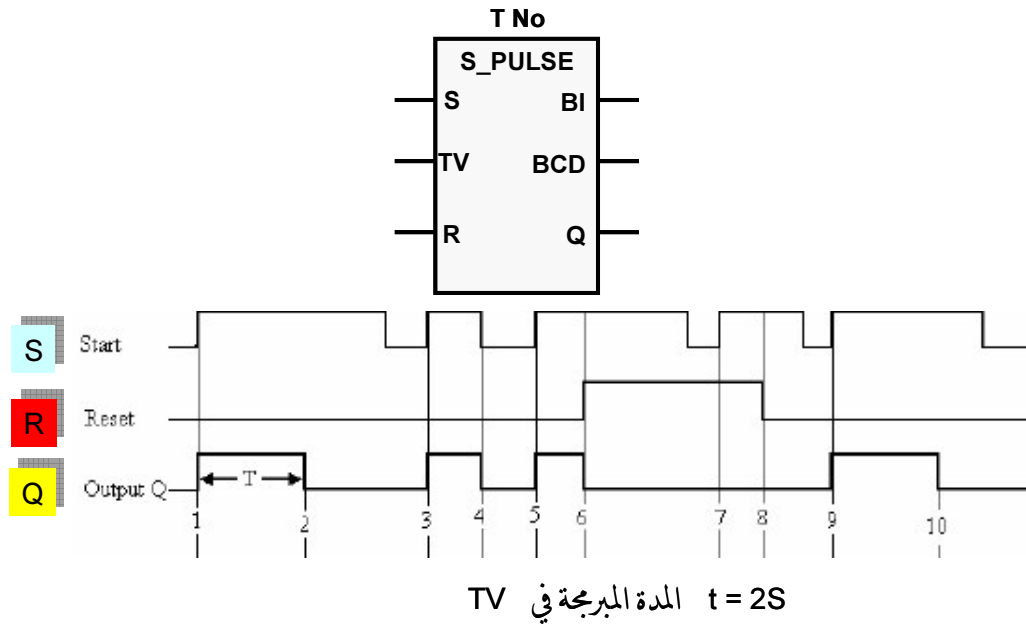 T No
S_PULSE
S BI
TV BCD
R Q
S Start
R Reset
Q Output Q T
1 2 3 4 5 6 7 8 9 10
t = 2S المدة المبرمجة في TV